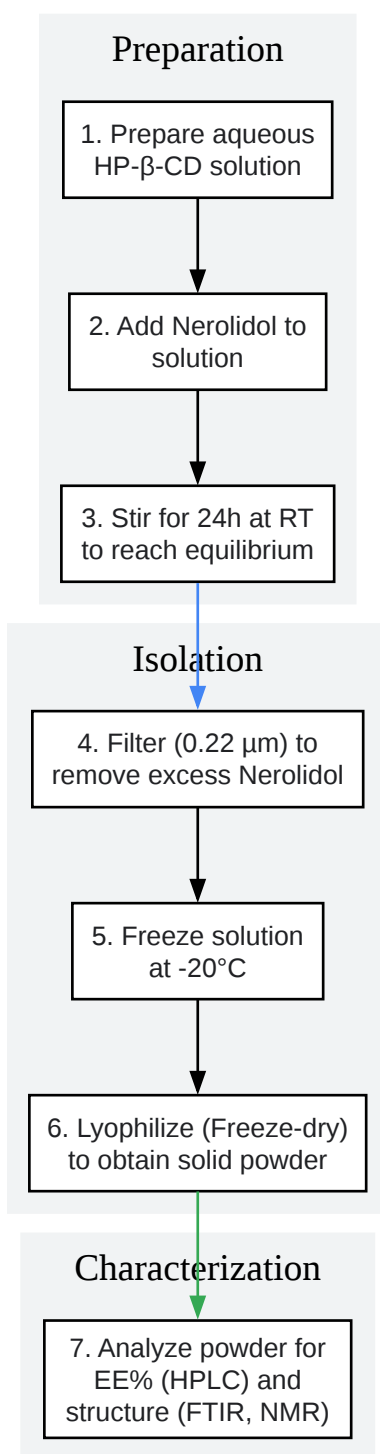 Preparation
1. Prepare aqueous
HP-β-CD solution
2. Add Nerolidol to
solution
3. Stir for 24h at RT
to reach equilibrium
Isolation
4. Filter (0.22 µm) to
remove excess Nerolidol
5. Freeze solution
at -20°C
6. Lyophilize (Freeze-dry)
to obtain solid powder
Characterization
7. Analyze powder for
EE% (HPLC) and
structure (FTIR, NMR)